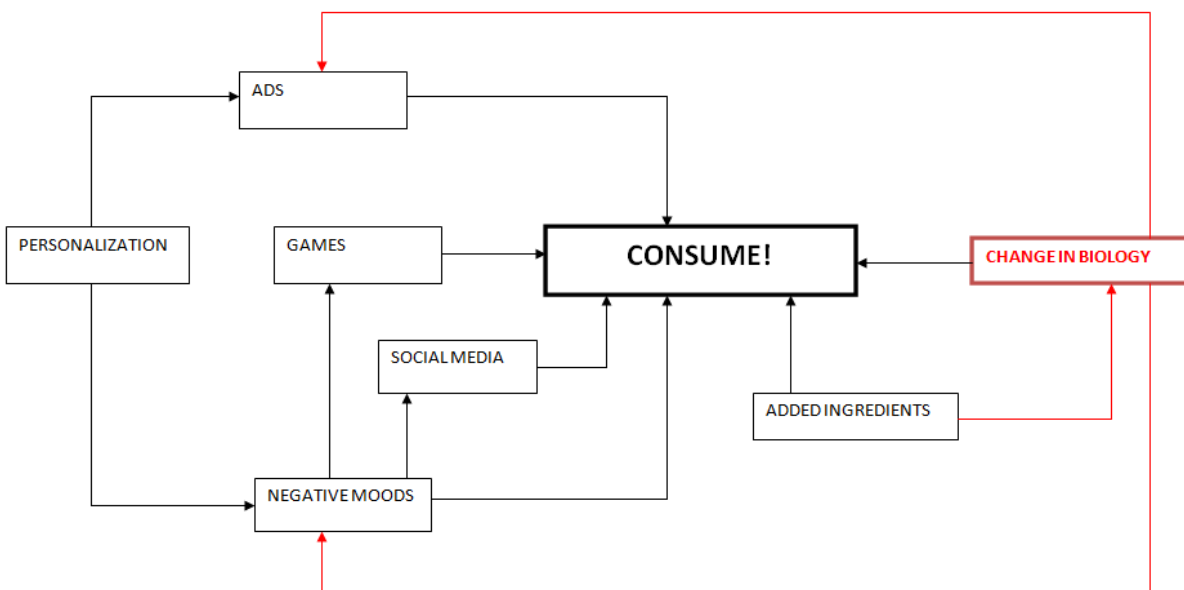 ADS
PERSONALIZATION
GAMES
CONSUME!
CHANGE IN BIOLOGY
SOCIAL MEDIA
ADDED INGREDIENTS
NEGATIVE MOODS